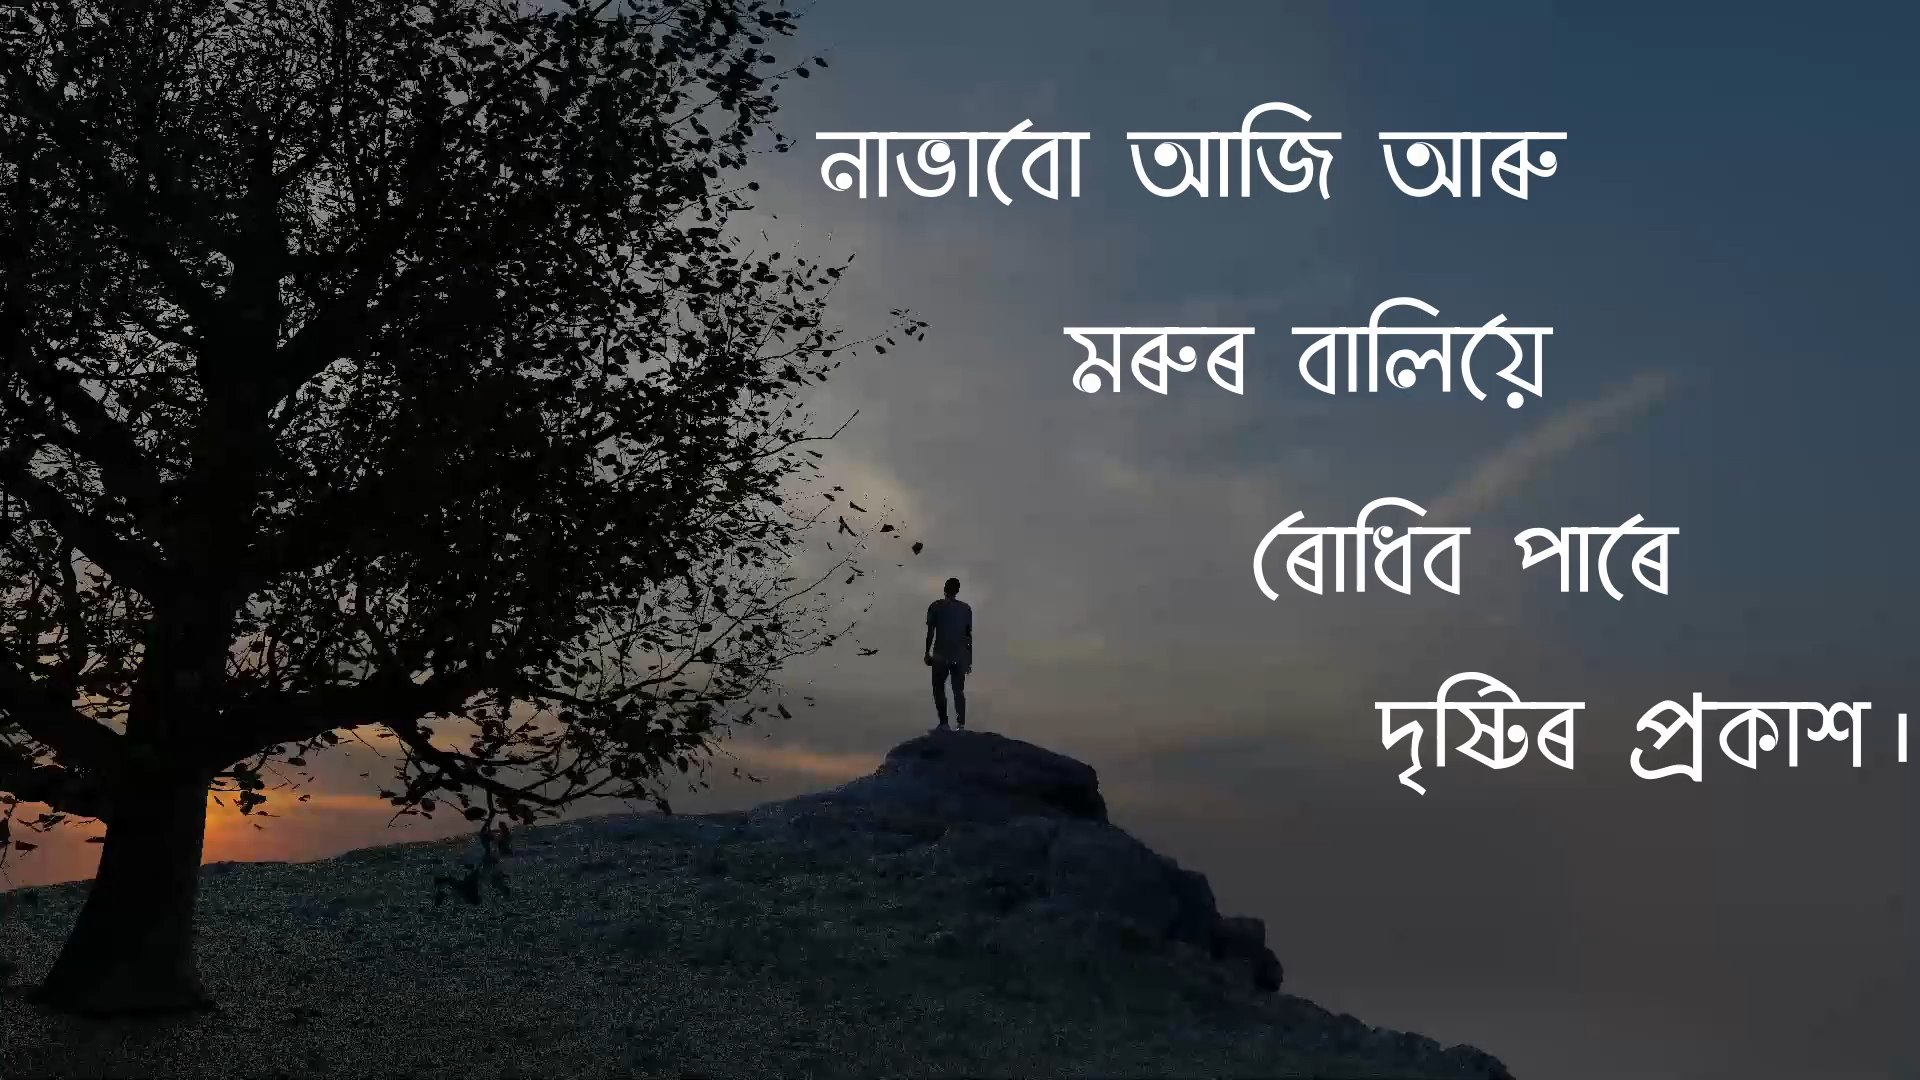 নাভাবো আজি আৰু
মৰুৰ বালিয়ে
ৰোধিব পাৰে
দৃষ্টিৰ প্ৰকাশ।